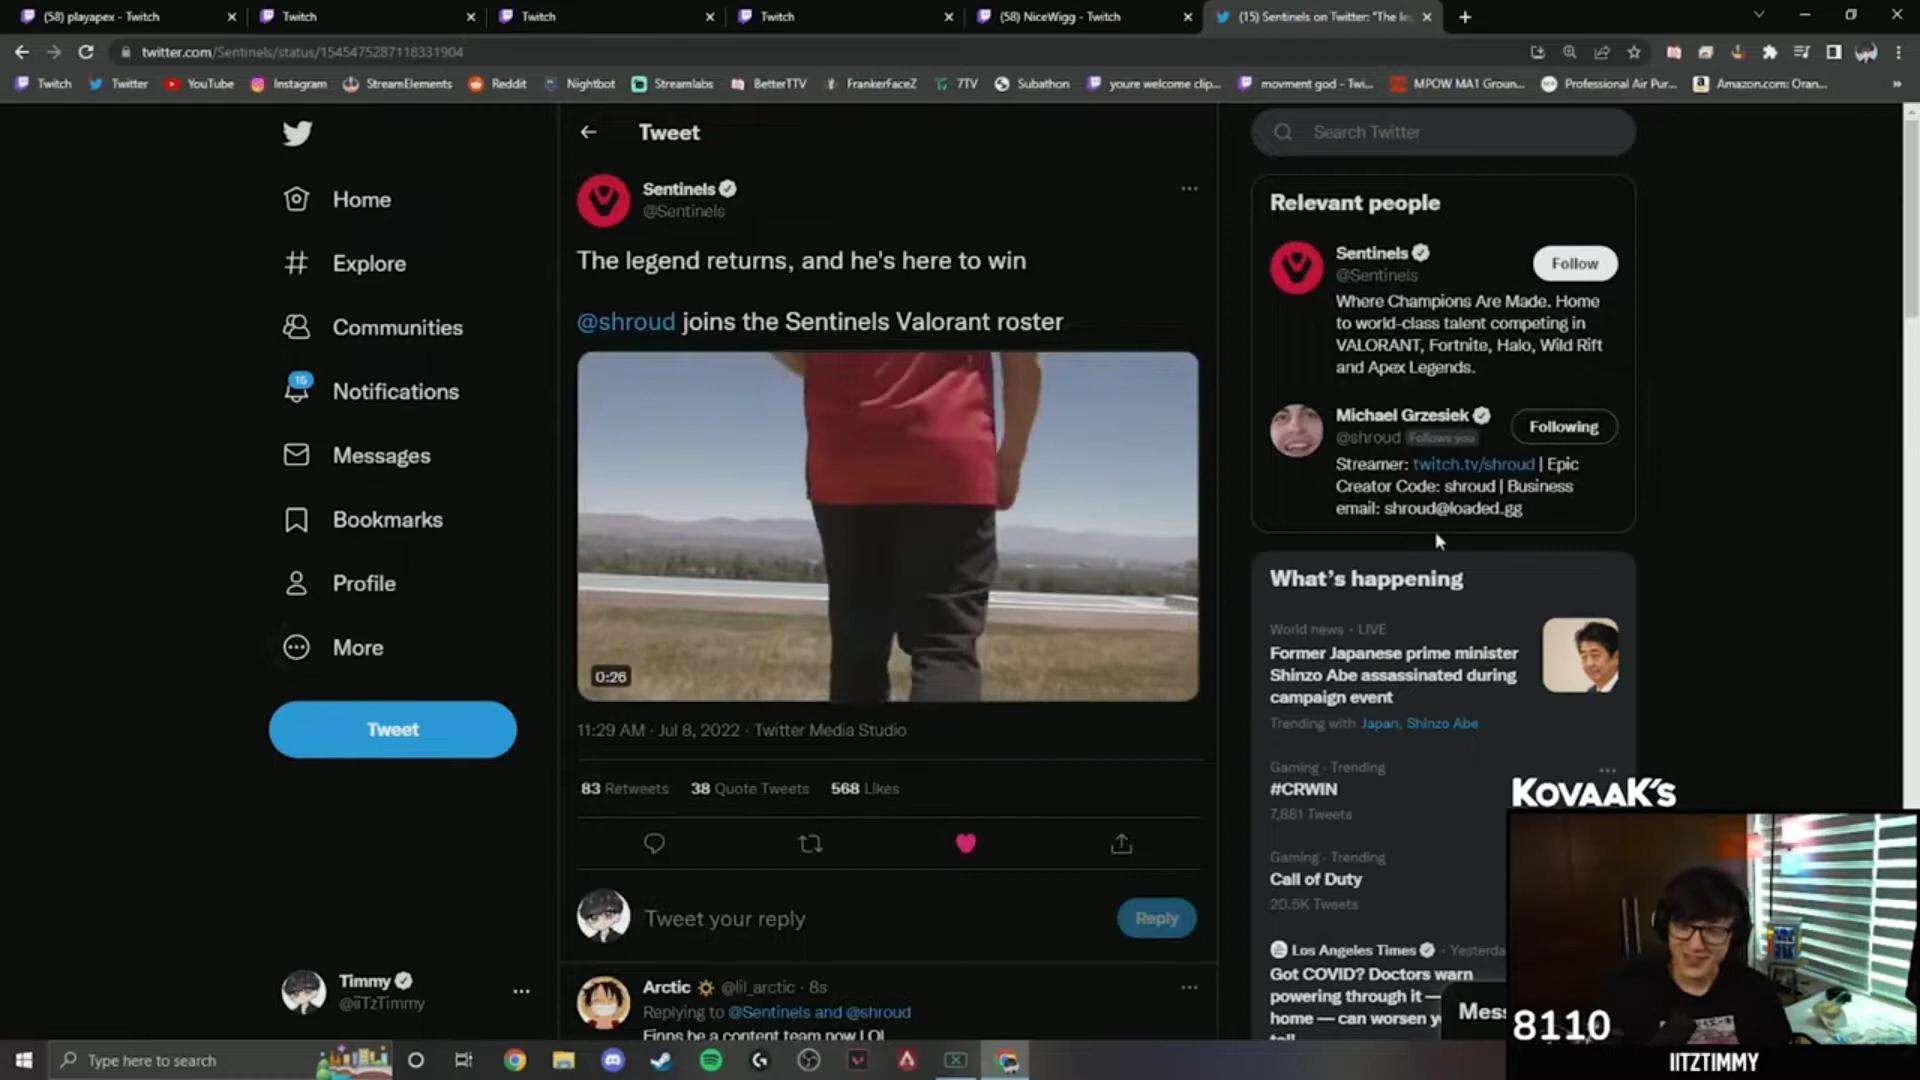 (58) playapex - Twitch
Twitch
Twitch
Twitch
(58) NiceWigg - Twitch
(15) Sentinels on Twitter: "The le
twitter.com/Sentinels/status/1545475287118331904
Twitch
Twitter
YouTube
Instagram
StreamElements
Reddit
Nightbot
Streamlabs
BetterTTV
FrankerFaceZ
7TV
Subathon
youre welcome clip...
movment god - Twi...
MPOW MA1 Groun...
Professional Air Pur...
Amazon.com: Oran...
»
Home
Explore
Communities
15
Notifications
Messages
Bookmarks
Profile
More
Tweet
Timmy
@iiTzTimmy
Tweet
Sentinels
@Sentinels
The legend returns, and he's here to win
@shroud joins the Sentinels Valorant roster
0:26
11:29 AM · Jul 8, 2022 · Twitter Media Studio
83 Retweets 38 Quote Tweets 568 Likes
Tweet your reply
Reply
Arctic @lil_arctic · 8s
Replying to @Sentinels and @shroud
Finns be a content team now LOL
Search Twitter
Relevant people
Sentinels
@Sentinels
Follow
Where Champions Are Made. Home
to world-class talent competing in
VALORANT, Fortnite, Halo, Wild Rift
and Apex Legends.
Michael Grzesiek
@shroud Follows you
Following
Streamer: twitch.tv/shroud | Epic
Creator Code: shroud | Business
email: shroud@loaded.gg
What's happening
World news · LIVE
Former Japanese prime minister
Shinzo Abe assassinated during
campaign event
Trending with Japan, Shinzo Abe
Gaming · Trending
#CRWIN
7,881 Tweets
Gaming · Trending
Call of Duty
20.5K Tweets
Los Angeles Times · Yesterda
Got COVID? Doctors warn
powering through it —
home — can worsen y
Mess
KOVAAK'S
8110
IITZTIMMY
Type here to search